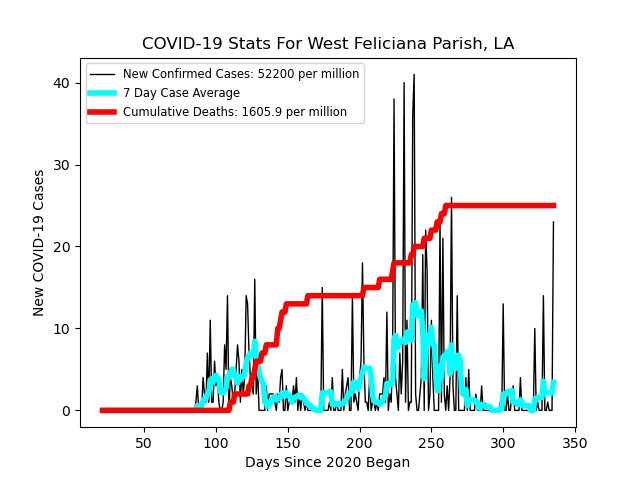 COVID-19 Stats For West Feliciana Parish, LA
New Confirmed Cases: 52200 per million
7 Day Case Average
Cumulative Deaths: 1605.9 per million
New COVID-19 Cases
40
30
20
10
0
50
100
150
200
250
300
350
Days Since 2020 Began